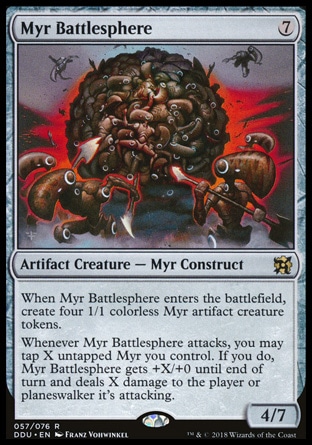 Myr Battlesphere 7
Artifact Creature — Myr Construct
When Myr Battlesphere enters the battlefield,
create four 1/1 colorless Myr artifact creature
tokens.
Whenever Myr Battlesphere attacks, you may
tap X untapped Myr you control. If you do,
Myr Battlesphere gets +X/+0 until end of
turn and deals X damage to the player or
planeswalker it's attacking.
4/7
057/076 R
DDU • EN Franz Vohwinkel
™ & © 2018 Wizards of the Coast